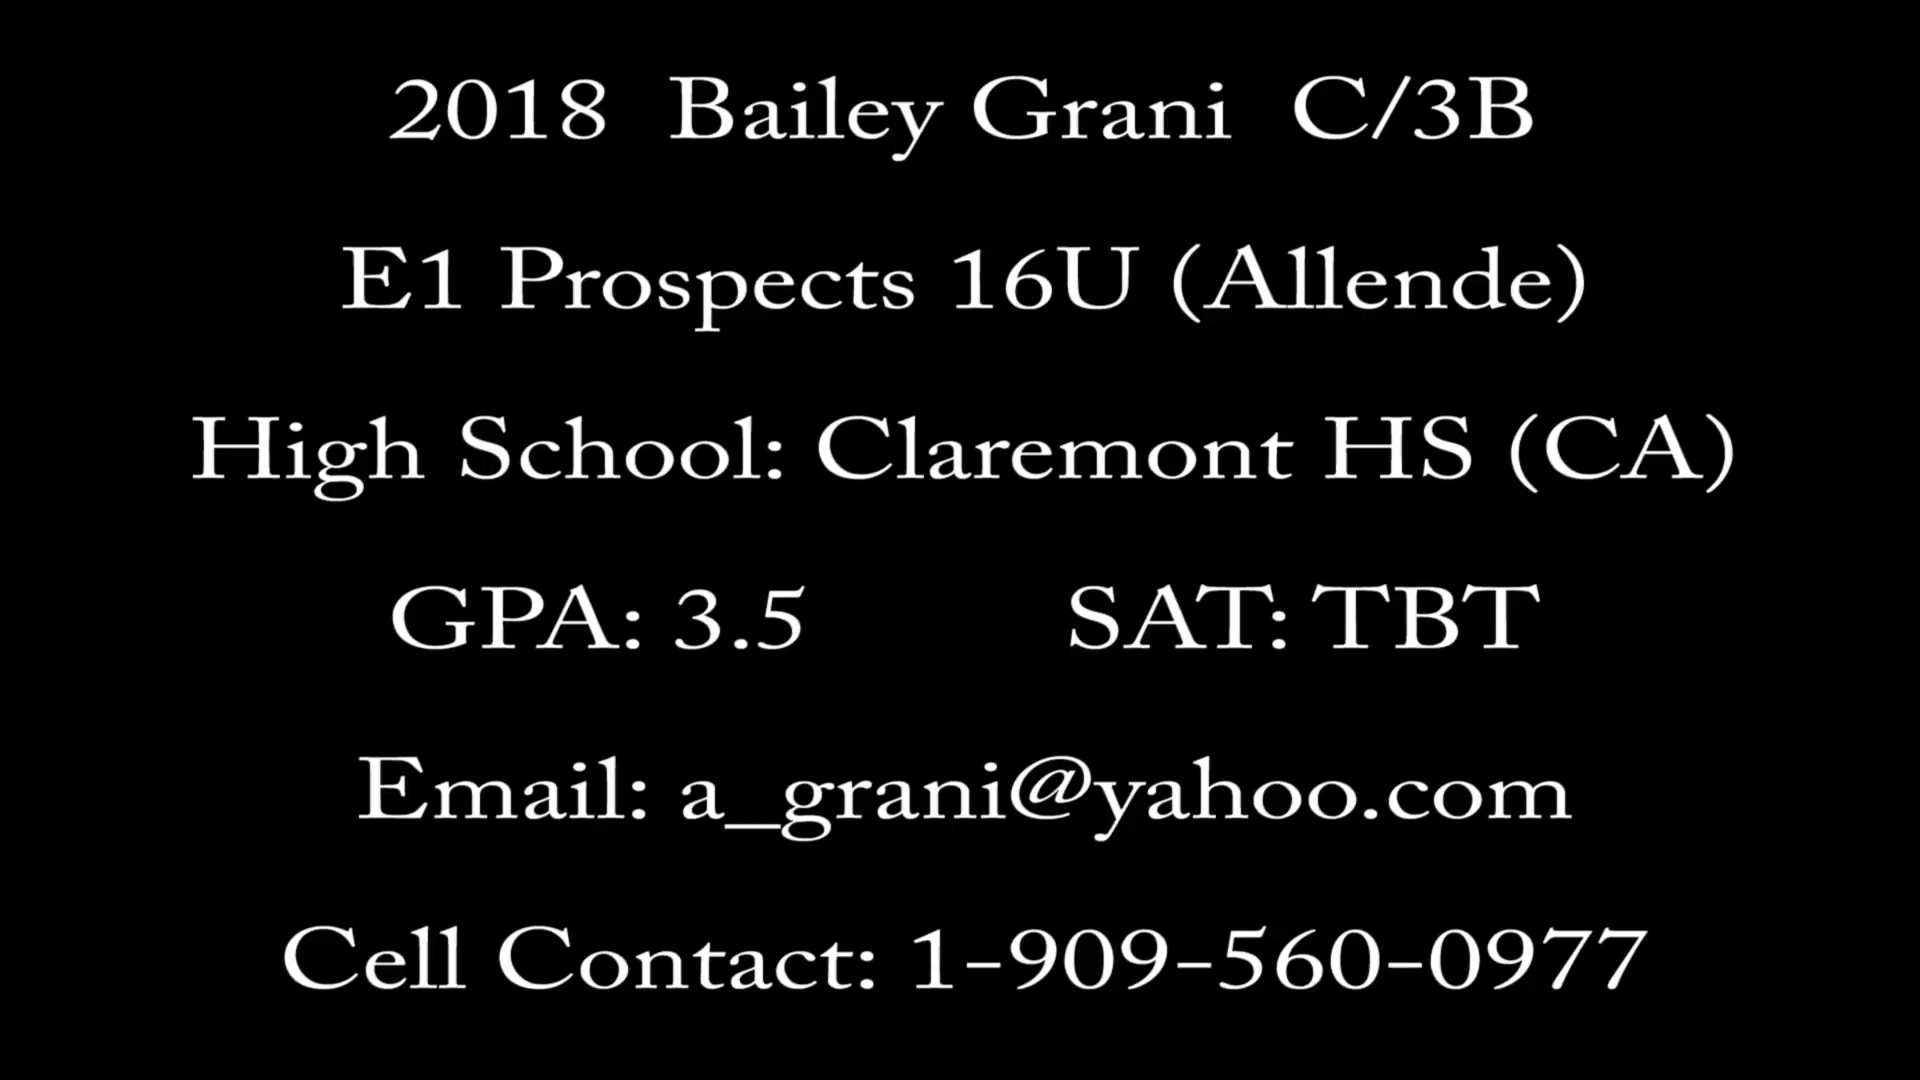 2018 Bailey Grani C/3B
E1 Prospects 16U (Allende)
High School: Claremont HS (CA)
GPA: 3.5 SAT: TBT
Email: a_grani@yahoo.com
Cell Contact: 1-909-560-0977